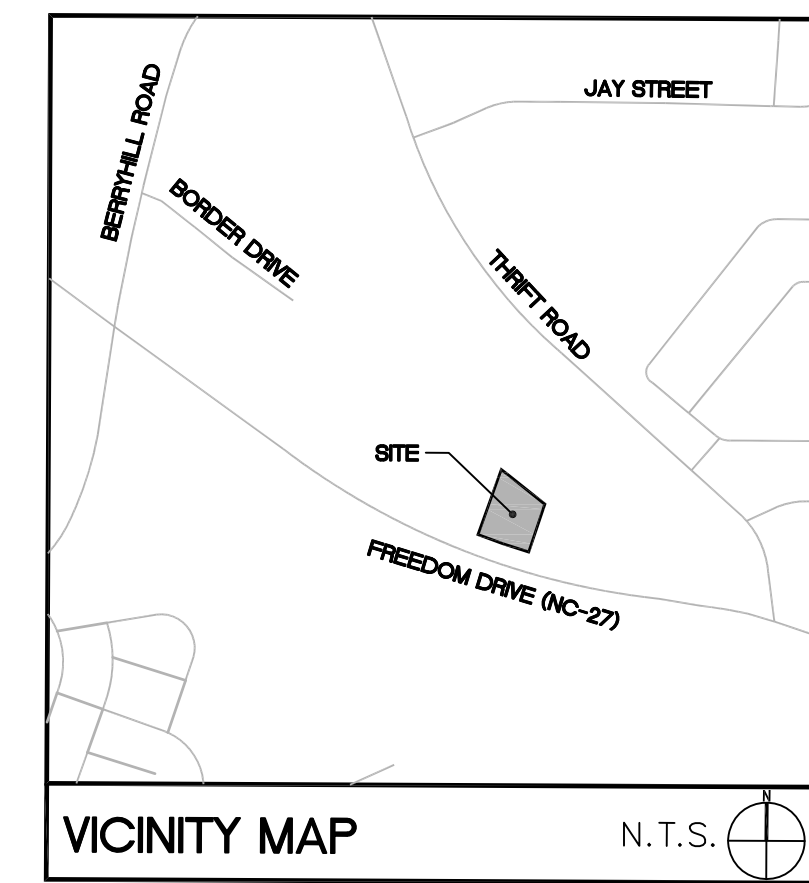 JAY STREET
BERRYHILL ROAD
BORDER DRIVE
THRIFT ROAD
SITE
FREEDOM DRIVE (NC-27)
VICINITY MAP
N.T.S.
N